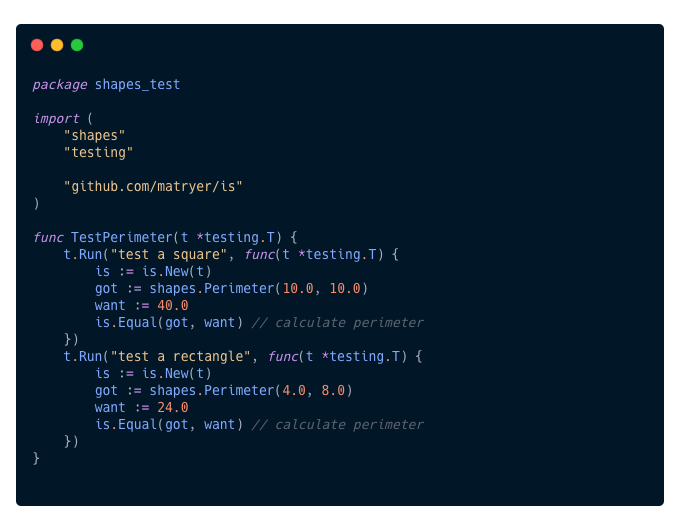 package shapes_test

import (
    "shapes"
    "testing"

    "github.com/matryer/is"
)

func TestPerimeter(t *testing.T) {
    t.Run("test a square", func(t *testing.T) {
        is := is.New(t)
        got := shapes.Perimeter(10.0, 10.0)
        want := 40.0
        is.Equal(got, want) // calculate perimeter
    })
    t.Run("test a rectangle", func(t *testing.T) {
        is := is.New(t)
        got := shapes.Perimeter(4.0, 8.0)
        want := 24.0
        is.Equal(got, want) // calculate perimeter
    })
}